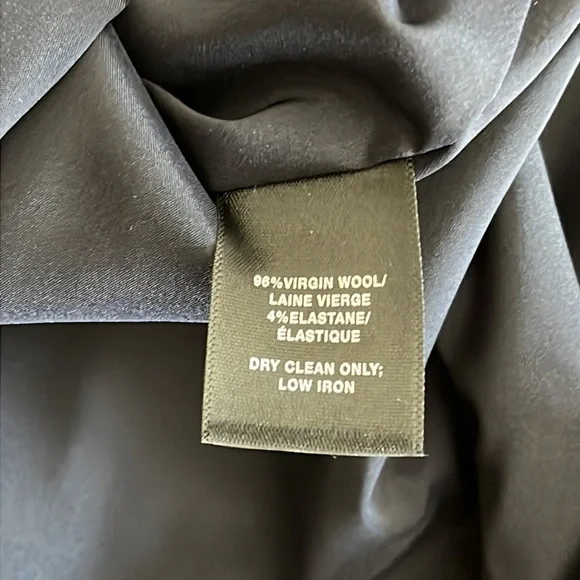 96%VIRGIN WOOL/
LAINE VIERGE
4%ELASTANE/
ÉLASTIQUE
DRY CLEAN ONLY;
LOW IRON